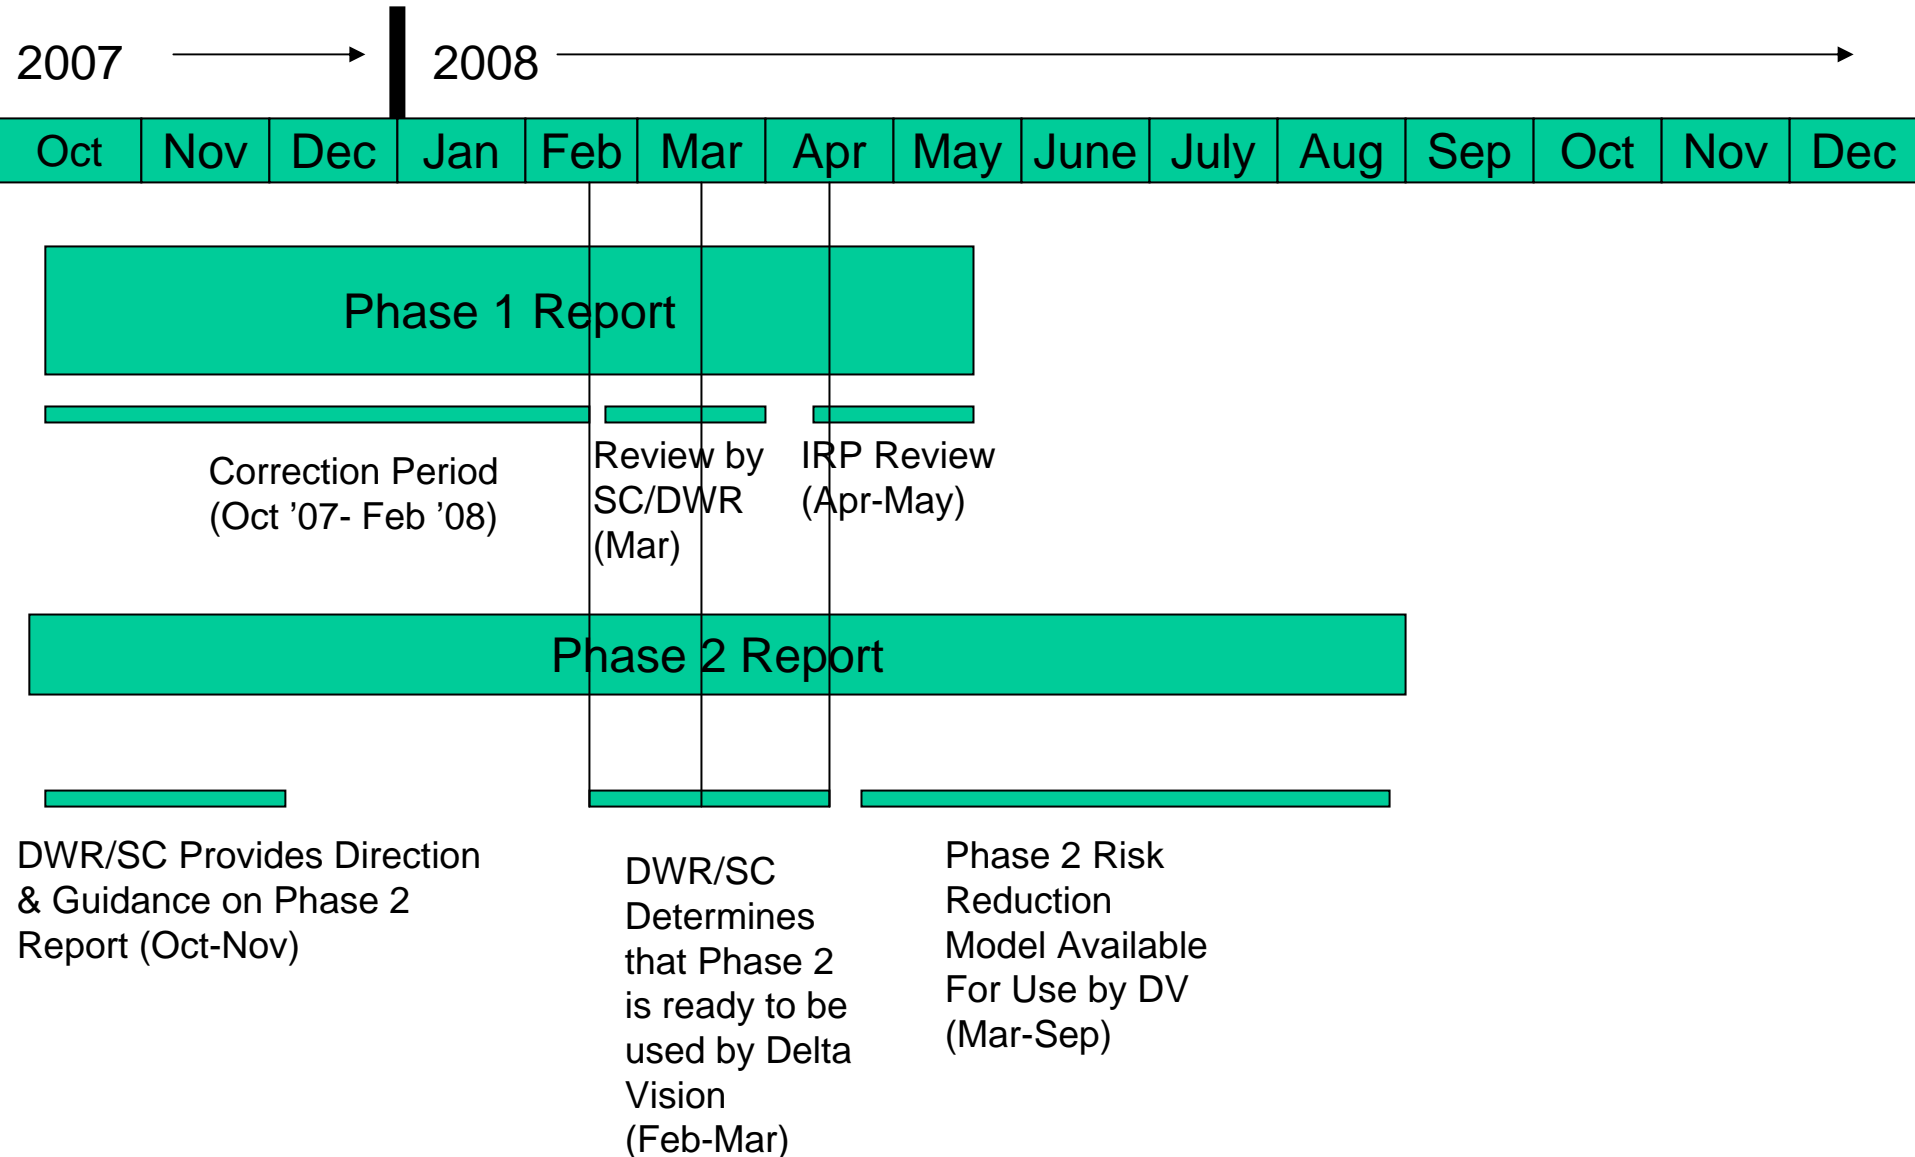 2007
2008
Oct Nov Dec Jan Feb Mar Apr May June July Aug Sep Oct Nov Dec
Phase 1 Report
Correction Period
(Oct ’07- Feb ’08)
Review by
SC/DWR
(Mar)
IRP Review
(Apr-May)
Phase 2 Report
DWR/SC Provides Direction
& Guidance on Phase 2
Report (Oct-Nov)
DWR/SC
Determines
that Phase 2
is ready to be
used by Delta
Vision
(Feb-Mar)
Phase 2 Risk
Reduction
Model Available
For Use by DV
(Mar-Sep)